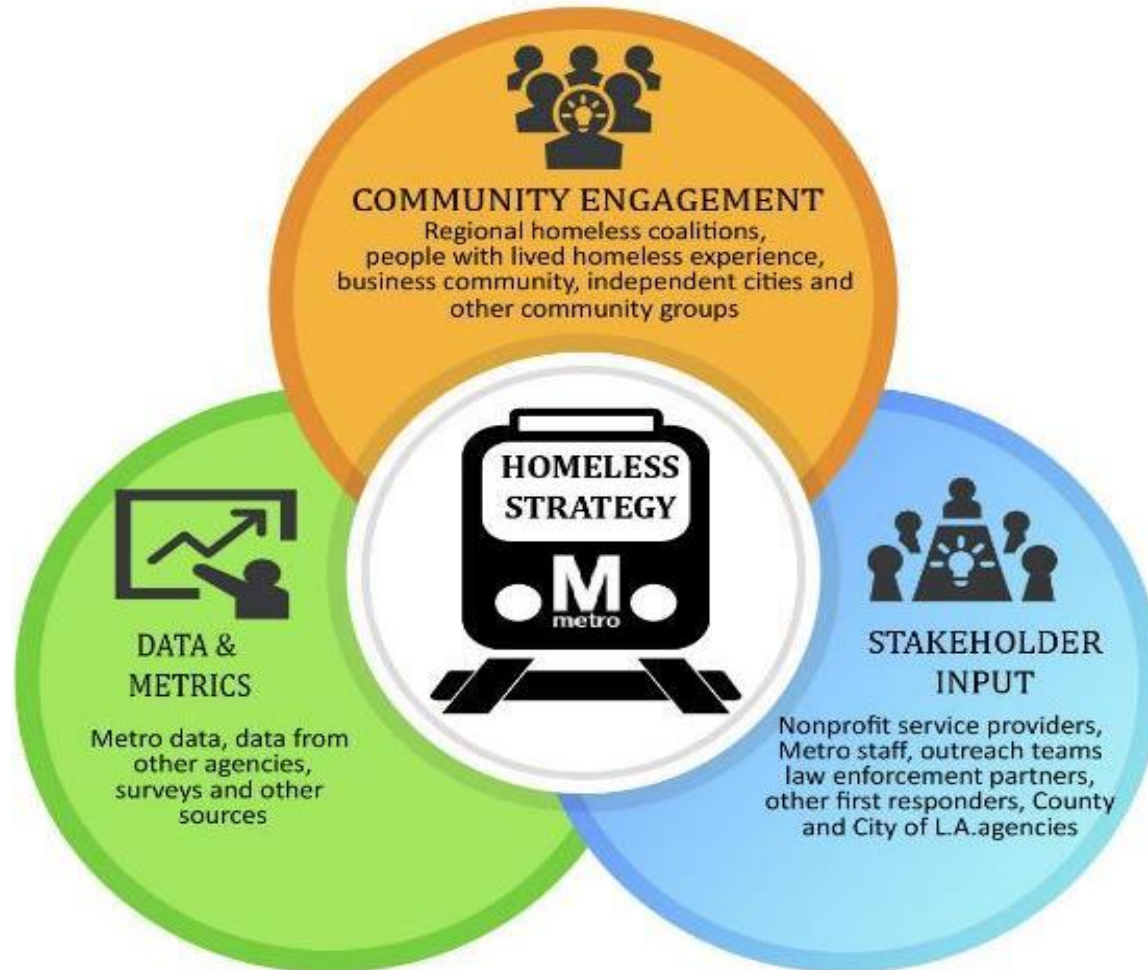 COMMUNITY ENGAGEMENT
Regional homeless coalitions,
people with lived homeless experience,
business community, independent cities and
other community groups
HOMELESS
STRATEGY
M
metro
DATA &
METRICS
Metro data, data from
other agencies,
surveys and other
sources
STAKEHOLDER
INPUT
Nonprofit service providers,
Metro staff, outreach teams
law enforcement partners,
other first responders, County
and City of L.A.agencies